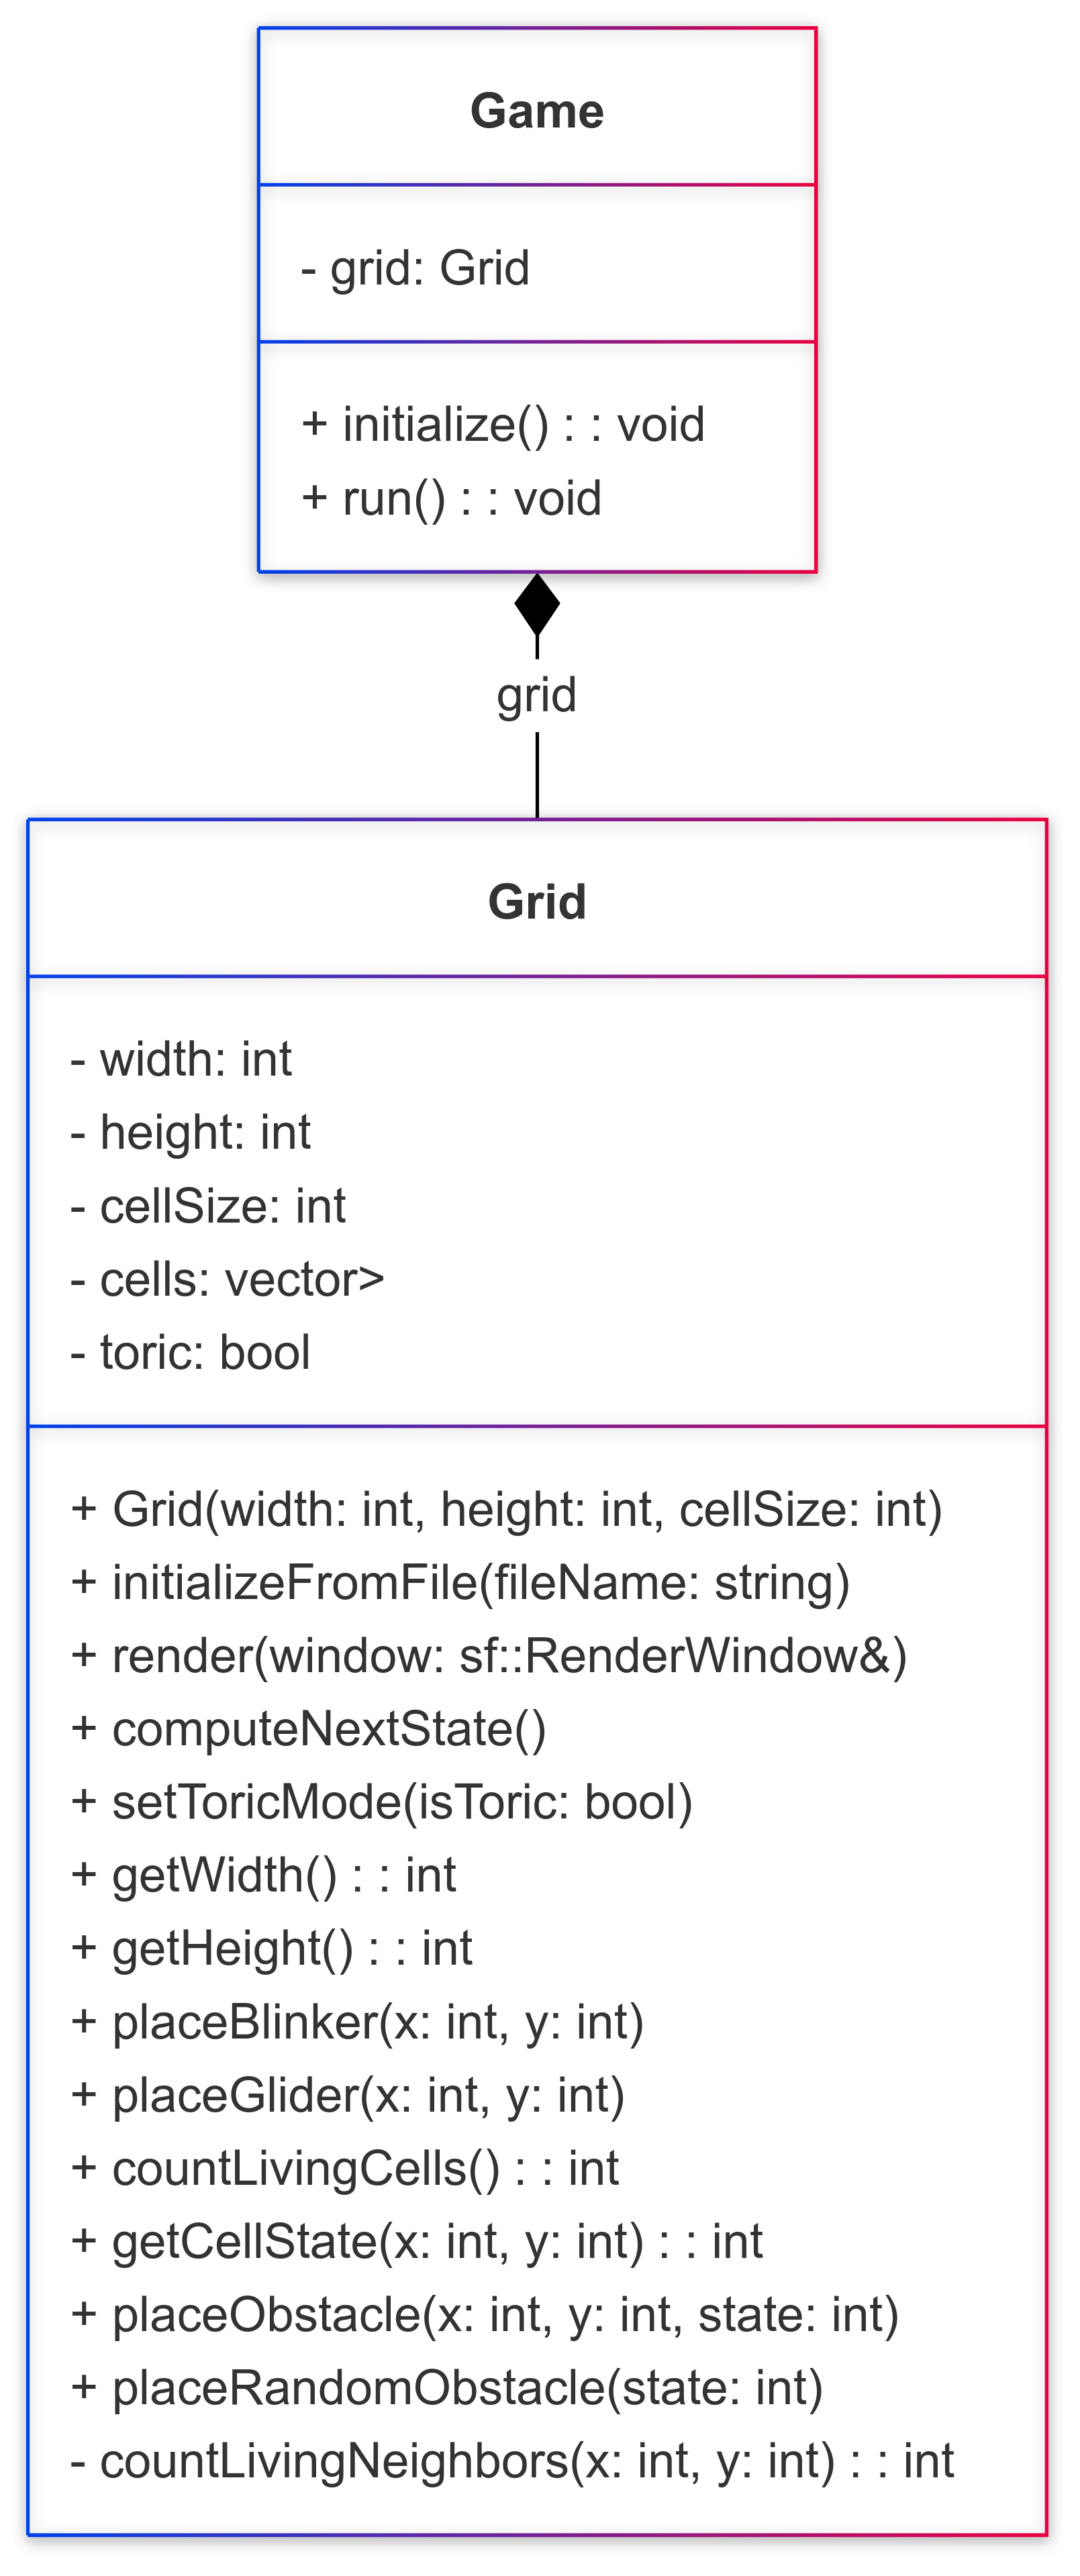 Game
- grid: Grid
+ initialize() : : void
+ run() : : void
grid
Grid
- width: int
- height: int
- cellSize: int
- cells: vector>
- toric: bool
+ Grid(width: int, height: int, cellSize: int)
+ initializeFromFile(fileName: string)
+ render(window: sf::RenderWindow&)
+ computeNextState()
+ setToricMode(isToric: bool)
+ getWidth() : : int
+ getHeight() : : int
+ placeBlinker(x: int, y: int)
+ placeGlider(x: int, y: int)
+ countLivingCells() : : int
+ getCellState(x: int, y: int) : : int
+ placeObstacle(x: int, y: int, state: int)
+ placeRandomObstacle(state: int)
- countLivingNeighbors(x: int, y: int) : : int